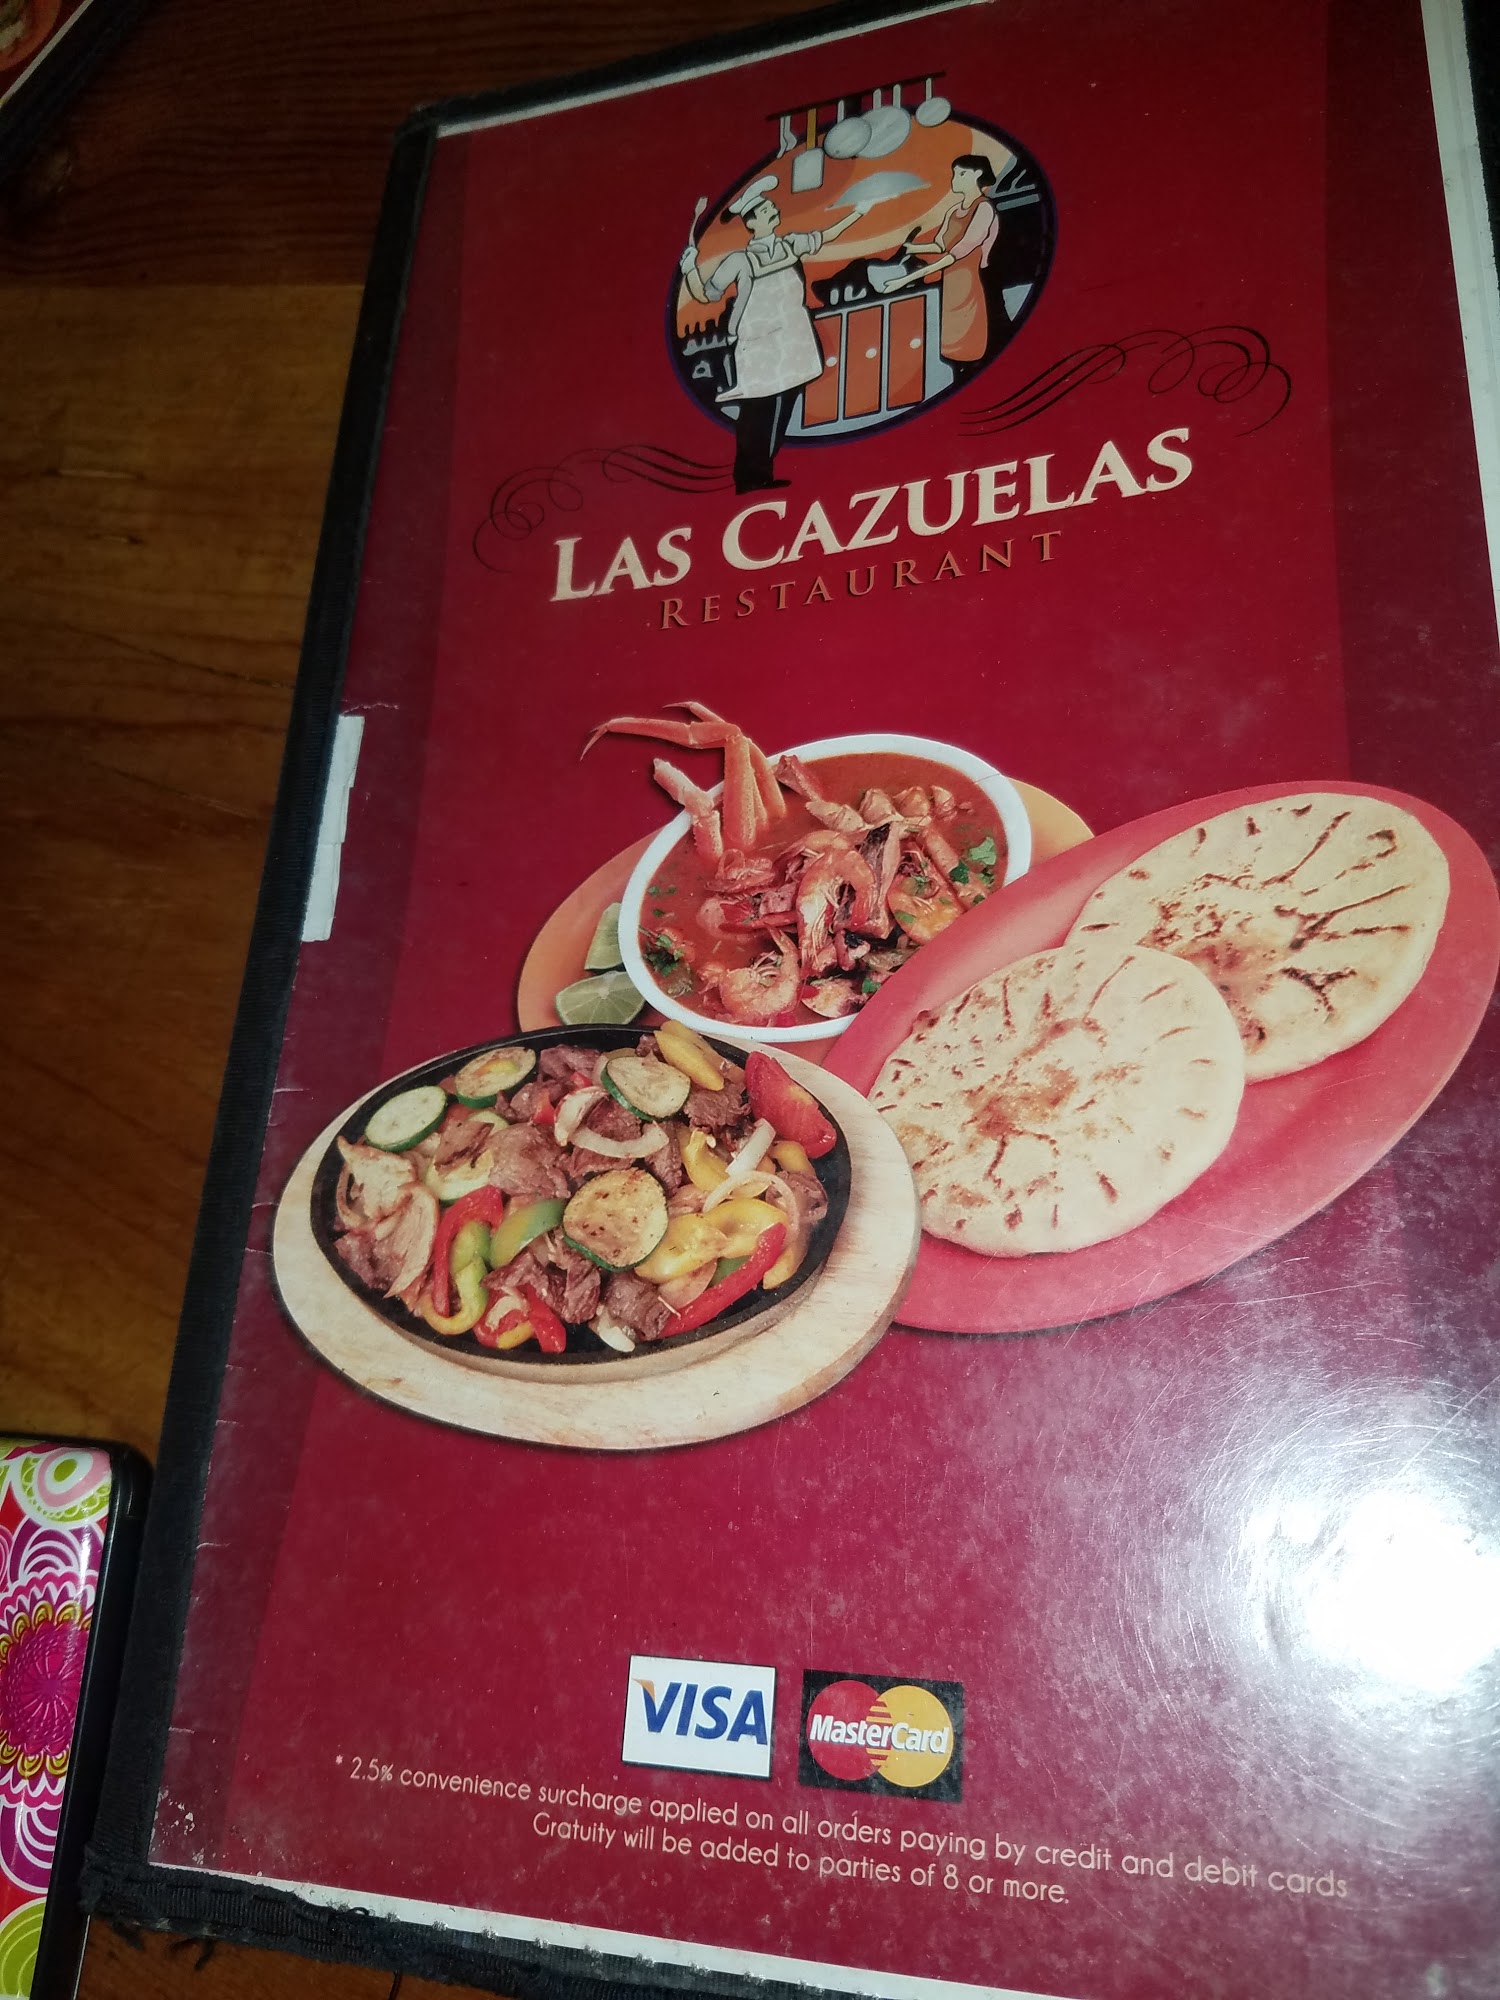 LAS CAZUELAS
RESTAURANT
VISA
MasterCard
* 2.5% convenience surcharge applied on all orders paying by credit and debit cards
Gratuity will be added to parties of 8 or more.